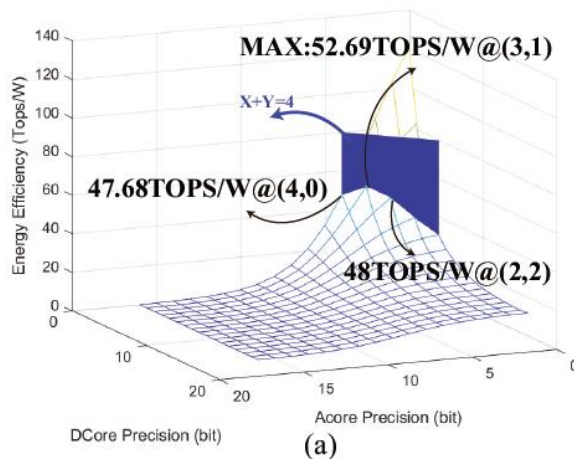 140
MAX:52.69TOPS/W@(3,1)
120
X+Y=4
100
80
47.68TOPS/W@(4,0)
60
40
48TOPS/W@(2,2)
20
0
Energy Efficiency (Tops/W)
0
10
20
DCore Precision (bit)
20
15
10
5
0
Acore Precision (bit)
(a)